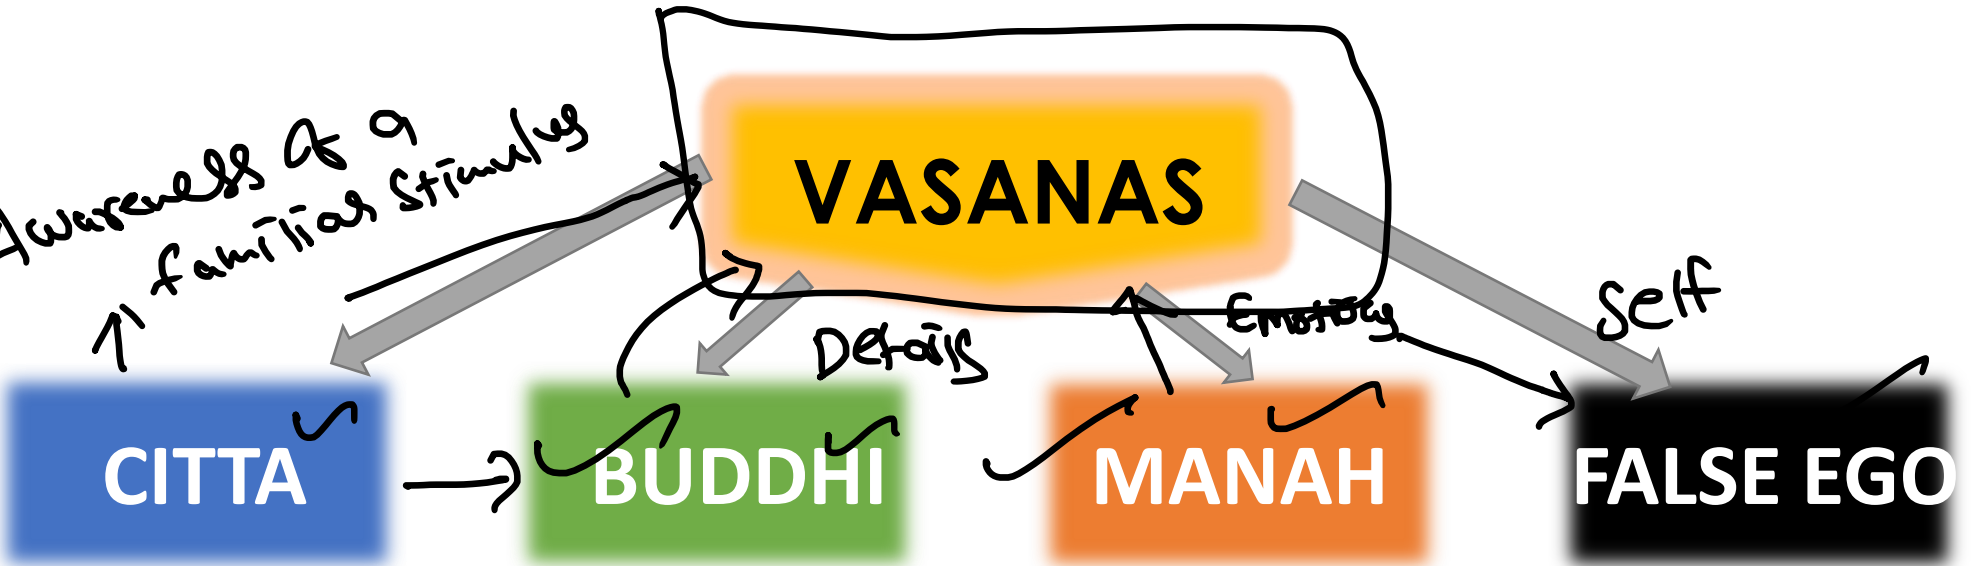 VASANAS
Awareness of a
familiar stimulus
Details
Emotions
Self
CITTA
BUDDHI
MANAH
FALSE EGO